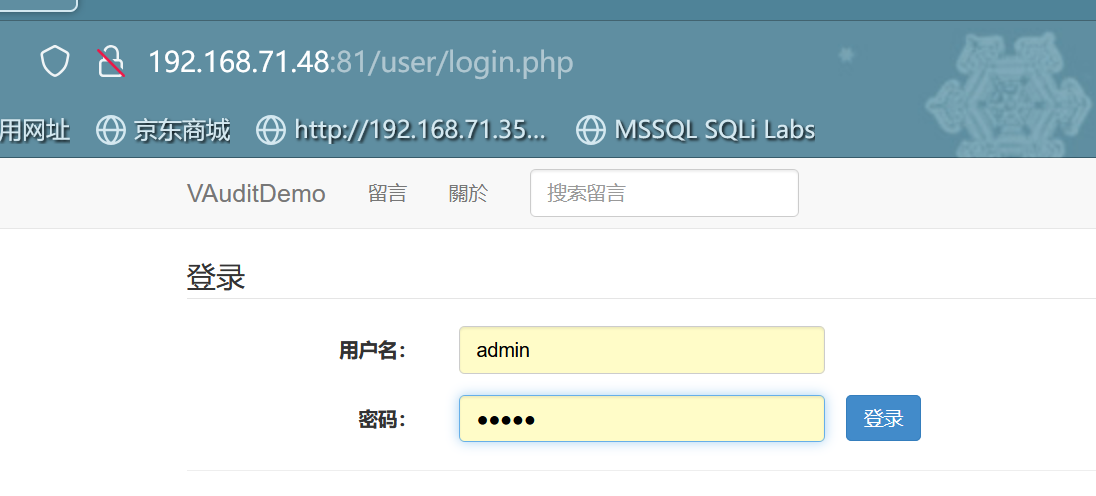 192.168.71.48:81/user/login.php
用网址 京东商城 http://192.168.71.35... MSSQL SQLi Labs
VAuditDemo 留言 關於 搜索留言
登录
用户名：
admin
密码：
●●●●● 登录